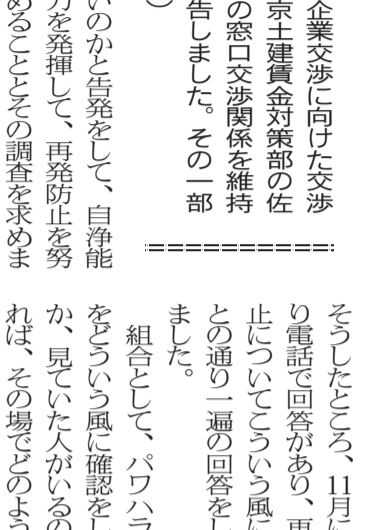 企業交渉に向けた交渉
京土建賃金対策部の佐
の窓口交渉関係を維持
告しました。その一部
）
いのかと告発をして、自浄能
力を発揮して、再発防止を努
めることとその調査を求めま
そうしたところ、11月に
り電話で回答があり、再
止についてこういう風に
との通り一遍の回答をし
ました。
組合として、パワハラ
をどういう風に確認をし
か、見ていた人がいるの
れば、その場でどのよう